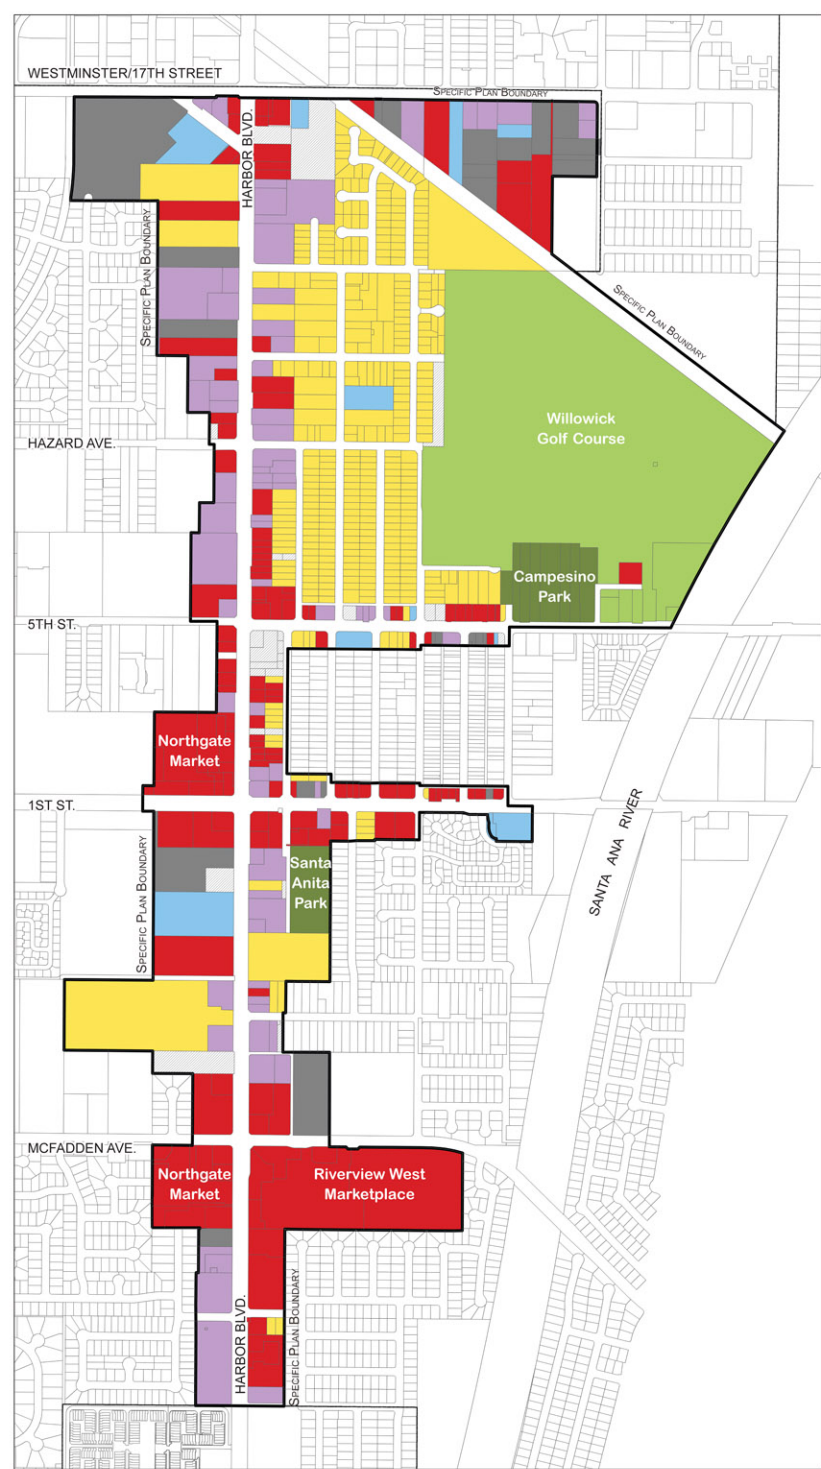 WESTMINSTER/17TH STREET
SPECIFIC PLAN BOUNDARY
HARBOR BLVD.
SPECIFIC PLAN BOUNDARY
SPECIFIC PLAN BOUNDARY
Willowick
Golf Course
HAZARD AVE.
Campesino
Park
5TH ST.
Northgate
Market
1ST ST.
SANTA ANA RIVER
Santa
Anita
Park
SPECIFIC PLAN BOUNDARY
MCFADDEN AVE.
Northgate
Market
Riverview West
Marketplace
HARBOR BLVD.
SPECIFIC PLAN BOUNDARY